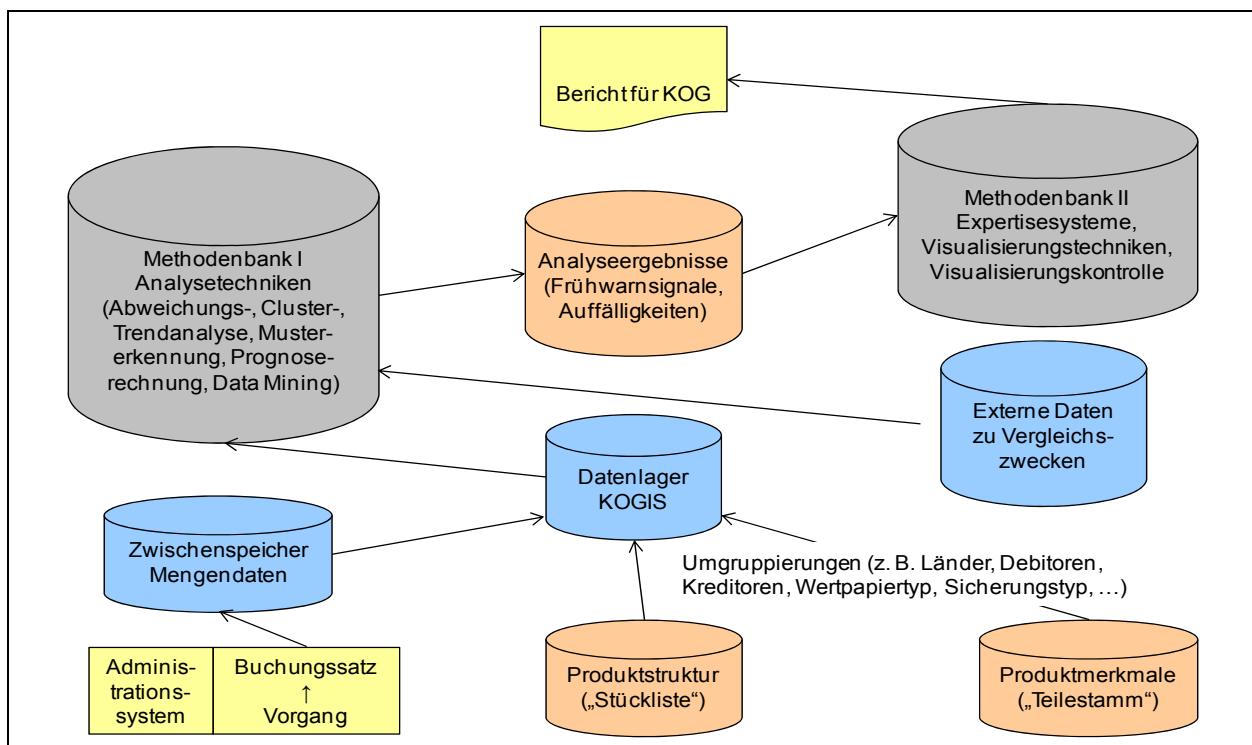 Bericht für KOG
Methodenbank I
Analysetechniken
(Abweichungs-, Cluster-,
Trendanalyse, Muster-
erkennung, Prognose-
rechnung, Data Mining)
Analyseergebnisse
(Frühwarnsignale,
Auffälligkeiten)
Methodenbank II
Expertisesysteme,
Visualisierungstechniken,
Visualisierungskontrolle
Externe Daten
zu Vergleichs-
zwecken
Datenlager
KOGIS
Zwischenspeicher
Mengendaten
Umgruppierungen (z. B. Länder, Debitoren,
Kreditoren, Wertpapiertyp, Sicherungstyp, …)
Adminis-
trations-
system
Buchungssatz
↑
Vorgang
Produktstruktur
(„Stückliste“)
Produktmerkmale
(„Teilestamm“)